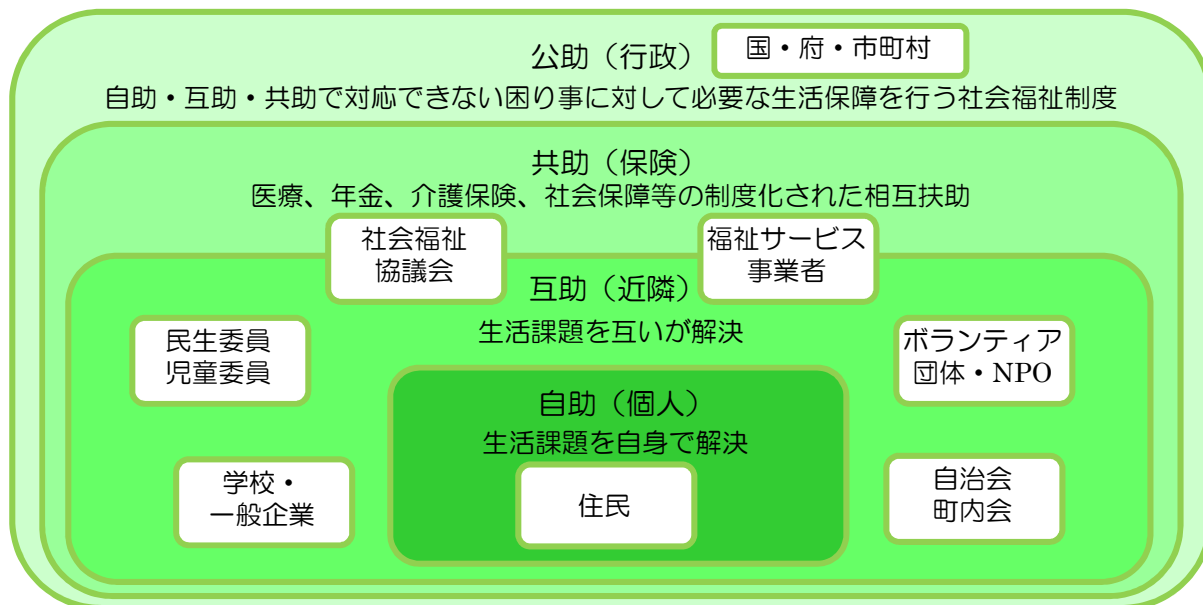 公助（行政）
国・府・市町村
自助・互助・共助で対応できない困り事に対して必要な生活保障を行う社会福祉制度
共助（保険）
医療、年金、介護保険、社会保障等の制度化された相互扶助
社会福祉
協議会
福祉サービス
事業者
互助（近隣）
生活課題を互いが解決
民生委員
児童委員
ボランティア
団体・NPO
自助（個人）
生活課題を自身で解決
学校・
一般企業
住民
自治会
町内会